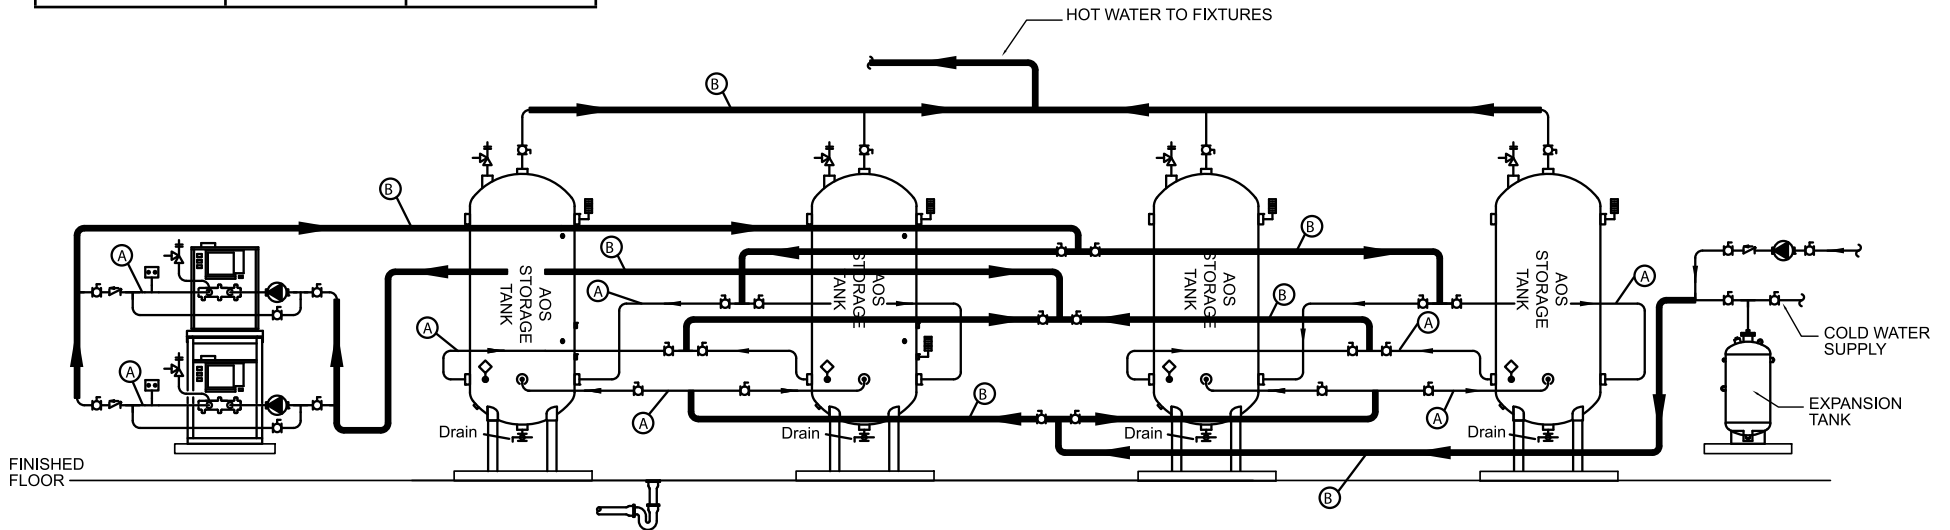 HOT WATER TO FIXTURES
B
B
B
B
A
A
A
B
A
A
AOS
STORAGE
TANK
AOS
STORAGE
TANK
AOS
STORAGE
TANK
AOS
STORAGE
TANK
A
B
A
B
A
COLD WATER
SUPPLY
EXPANSION
TANK
Drain
Drain
Drain
Drain
FINISHED
FLOOR
B